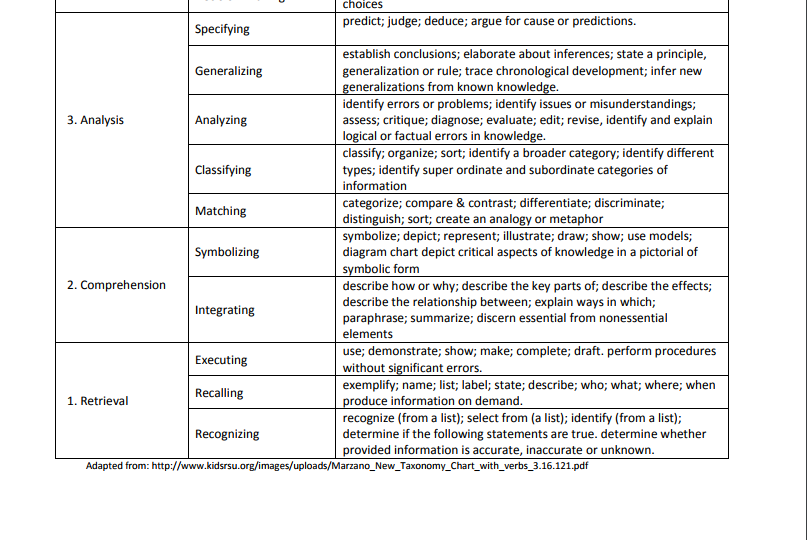 choices
Specifying
predict; judge; deduce; argue for cause or predictions.
Generalizing
establish conclusions; elaborate about inferences; state a principle,
generalization or rule; trace chronological development; infer new
generalizations from known knowledge.
3. Analysis
Analyzing
identify errors or problems; identify issues or misunderstandings;
assess; critique; diagnose; evaluate; edit; revise, identify and explain
logical or factual errors in knowledge.
Classifying
classify; organize; sort; identify a broader category; identify different
types; identify super ordinate and subordinate categories of
information
Matching
categorize; compare & contrast; differentiate; discriminate;
distinguish; sort; create an analogy or metaphor
2. Comprehension
Symbolizing
symbolize; depict; represent; illustrate; draw; show; use models;
diagram chart depict critical aspects of knowledge in a pictorial of
symbolic form
Integrating
describe how or why; describe the key parts of; describe the effects;
describe the relationship between; explain ways in which;
paraphrase; summarize; discern essential from nonessential
elements
1. Retrieval
Executing
use; demonstrate; show; make; complete; draft. perform procedures
without significant errors.
Recalling
exemplify; name; list; label; state; describe; who; what; where; when
produce information on demand.
Recognizing
recognize (from a list); select from (a list); identify (from a list);
determine if the following statements are true. determine whether
provided information is accurate, inaccurate or unknown.
Adapted from: http://www.kidsrsu.org/images/uploads/Marzano_New_Taxonomy_Chart_with_verbs_3.16.121.pdf